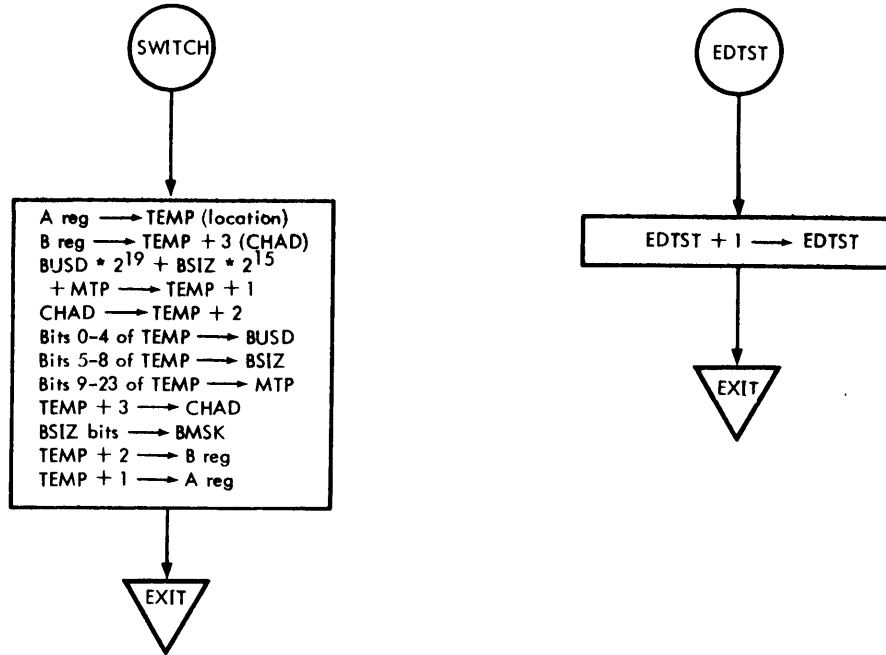 SWITCH
A reg → TEMP (location)
B reg → TEMP + 3 (CHAD)
BUSD * 2^19 + BSIZ * 2^15
+ MTP → TEMP + 1
CHAD → TEMP + 2
Bits 0-4 of TEMP → BUSD
Bits 5-8 of TEMP → BSIZ
Bits 9-23 of TEMP → MTP
TEMP + 3 → CHAD
BSIZ bits → BMSK
TEMP + 2 → B reg
TEMP + 1 → A reg
EXIT
EDTST
EDTST + 1 → EDTST
EXIT